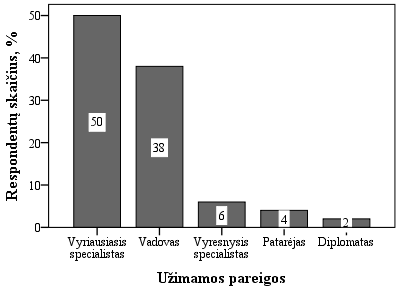 Respondentų skaičius, %
50
40
30
20
10
0
50
38
6
4
2
Vyriausiasis
specialistas
Vadovas
Vyresnysis
specialistas
Patarėjas
Diplomatas
Užimamos pareigos